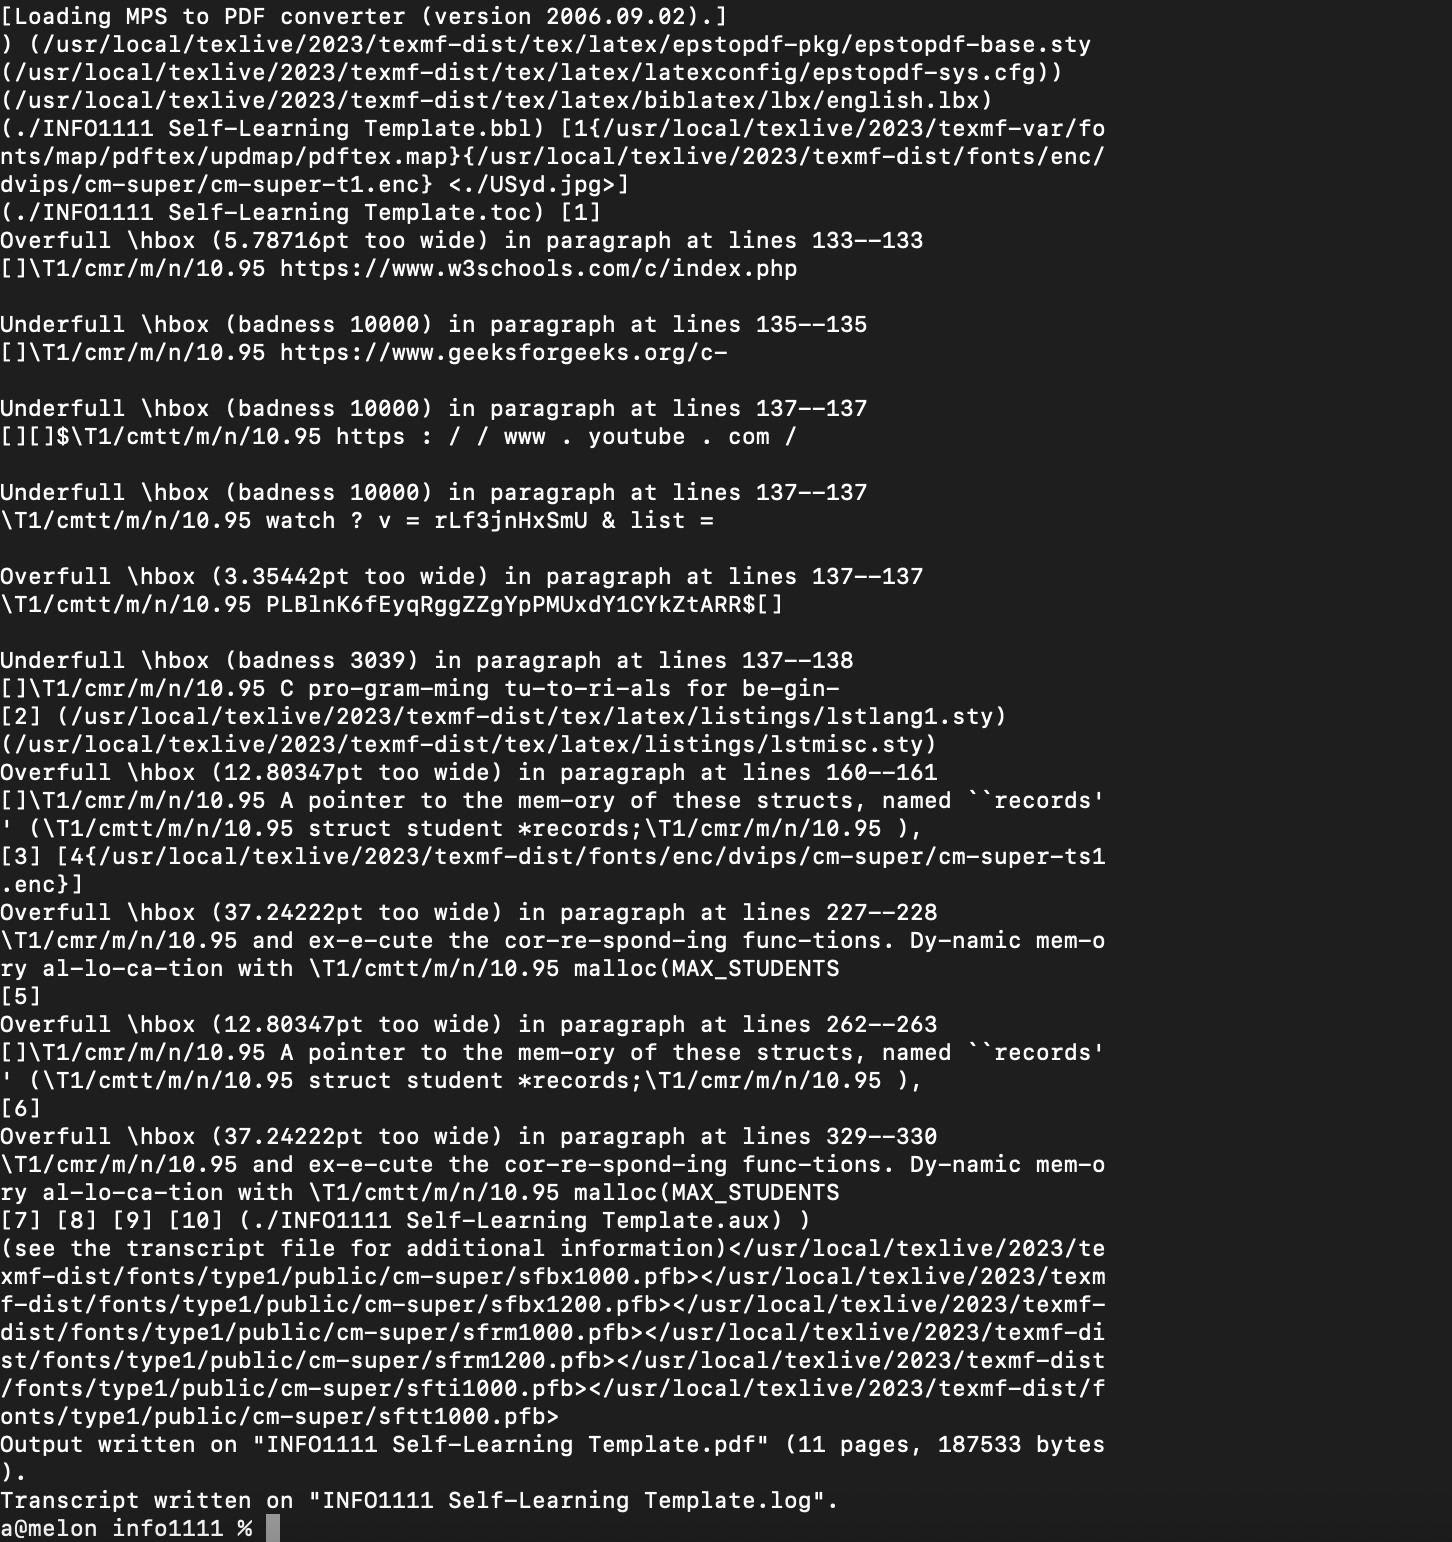 [Loading MPS to PDF converter (version 2006.09.02).]
) (/usr/local/texlive/2023/texmf-dist/tex/latex/epstopdf-pkg/epstopdf-base.sty
(/usr/local/texlive/2023/texmf-dist/tex/latex/latexconfig/epstopdf-sys.cfg))
(/usr/local/texlive/2023/texmf-dist/tex/latex/biblatex/lbx/english.lbx)
(./INFO1111 Self-Learning Template.bbl) [1{/usr/local/texlive/2023/texmf-var/fo
nts/map/pdftex/updmap/pdftex.map}{/usr/local/texlive/2023/texmf-dist/fonts/enc/
dvips/cm-super/cm-super-t1.enc} <./USyd.jpg>]
(./INFO1111 Self-Learning Template.toc) [1]
Overfull \hbox (5.78716pt too wide) in paragraph at lines 133--133
[]\T1/cmr/m/n/10.95 https://www.w3schools.com/c/index.php

Underfull \hbox (badness 10000) in paragraph at lines 135--135
[]\T1/cmr/m/n/10.95 https://www.geeksforgeeks.org/c-

Underfull \hbox (badness 10000) in paragraph at lines 137--137
[][]$\T1/cmtt/m/n/10.95 https : / / www . youtube . com /

Underfull \hbox (badness 10000) in paragraph at lines 137--137
\T1/cmtt/m/n/10.95 watch ? v = rLf3jnHxSmU & list =

Overfull \hbox (3.35442pt too wide) in paragraph at lines 137--137
\T1/cmtt/m/n/10.95 PLBlnK6fEyqRggZZgYpPMUxdY1CYkZtARR$[]

Underfull \hbox (badness 3039) in paragraph at lines 137--138
[]\T1/cmr/m/n/10.95 C pro-gram-ming tu-to-ri-als for be-gin-
[2] (/usr/local/texlive/2023/texmf-dist/tex/latex/listings/lstlang1.sty)
(/usr/local/texlive/2023/texmf-dist/tex/latex/listings/lstmisc.sty)
Overfull \hbox (12.80347pt too wide) in paragraph at lines 160--161
[]\T1/cmr/m/n/10.95 A pointer to the mem-ory of these structs, named ``records'
' (\T1/cmtt/m/n/10.95 struct student *records;\T1/cmr/m/n/10.95 ),
[3] [4{/usr/local/texlive/2023/texmf-dist/fonts/enc/dvips/cm-super/cm-super-ts1
.enc}]
Overfull \hbox (37.24222pt too wide) in paragraph at lines 227--228
\T1/cmr/m/n/10.95 and ex-e-cute the cor-re-spond-ing func-tions. Dy-namic mem-o
ry al-lo-ca-tion with \T1/cmtt/m/n/10.95 malloc(MAX_STUDENTS
[5]
Overfull \hbox (12.80347pt too wide) in paragraph at lines 262--263
[]\T1/cmr/m/n/10.95 A pointer to the mem-ory of these structs, named ``records'
' (\T1/cmtt/m/n/10.95 struct student *records;\T1/cmr/m/n/10.95 ),
[6]
Overfull \hbox (37.24222pt too wide) in paragraph at lines 329--330
\T1/cmr/m/n/10.95 and ex-e-cute the cor-re-spond-ing func-tions. Dy-namic mem-o
ry al-lo-ca-tion with \T1/cmtt/m/n/10.95 malloc(MAX_STUDENTS
[7] [8] [9] [10] (./INFO1111 Self-Learning Template.aux) )
(see the transcript file for additional information)</usr/local/texlive/2023/te
xmf-dist/fonts/type1/public/cm-super/sfbx1000.pfb></usr/local/texlive/2023/texm
f-dist/fonts/type1/public/cm-super/sfbx1200.pfb></usr/local/texlive/2023/texmf-
dist/fonts/type1/public/cm-super/sfrm1000.pfb></usr/local/texlive/2023/texmf-di
st/fonts/type1/public/cm-super/sfrm1200.pfb></usr/local/texlive/2023/texmf-dist
/fonts/type1/public/cm-super/sfti1000.pfb></usr/local/texlive/2023/texmf-dist/f
onts/type1/public/cm-super/sftt1000.pfb>
Output written on "INFO1111 Self-Learning Template.pdf" (11 pages, 187533 bytes
).
Transcript written on "INFO1111 Self-Learning Template.log".
a@melon info1111 %